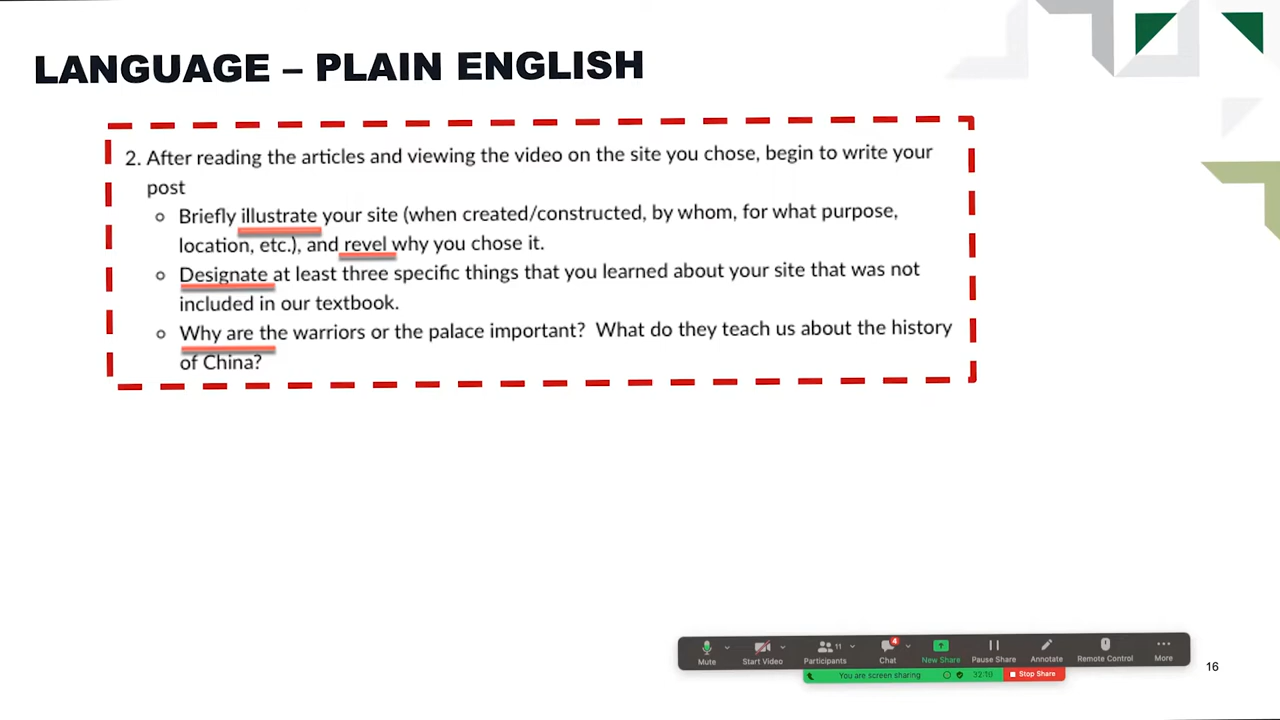 LANGUAGE – PLAIN ENGLISH
2. After reading the articles and viewing the video on the site you chose, begin to write your
post
Briefly illustrate your site (when created/constructed, by whom, for what purpose,
location, etc.), and revel why you chose it.
Designate at least three specific things that you learned about your site that was not
included in our textbook.
Why are the warriors or the palace important? What do they teach us about the history
of China?
Mute
Start Video
Participants
11
Chat
4
New Share
Pause Share
Annotate
Remote Control
More
You are screen sharing
32:10
Stop Share
16